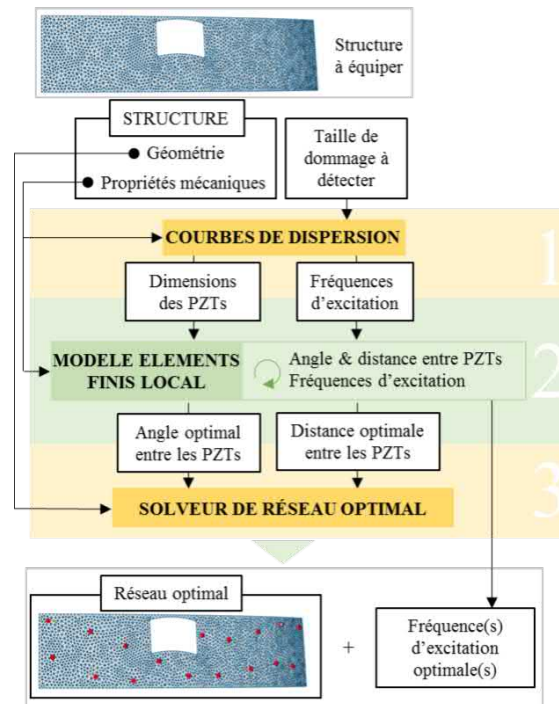 Structure
à équiper
STRUCTURE
Géométrie
Propriétés mécaniques
Taille de
dommage à
détecter
1
COURBES DE DISPERSION
Dimensions
des PZTs
Fréquences
d'excitation
2
MODELE ELEMENTS
FINIS LOCAL
Angle & distance entre PZTs
Fréquences d'excitation
Angle optimal
entre les PZTs
Distance optimale
entre les PZTs
3
SOLVEUR DE RÉSEAU OPTIMAL
Réseau optimal
+
Fréquence(s)
d'excitation
optimale(s)